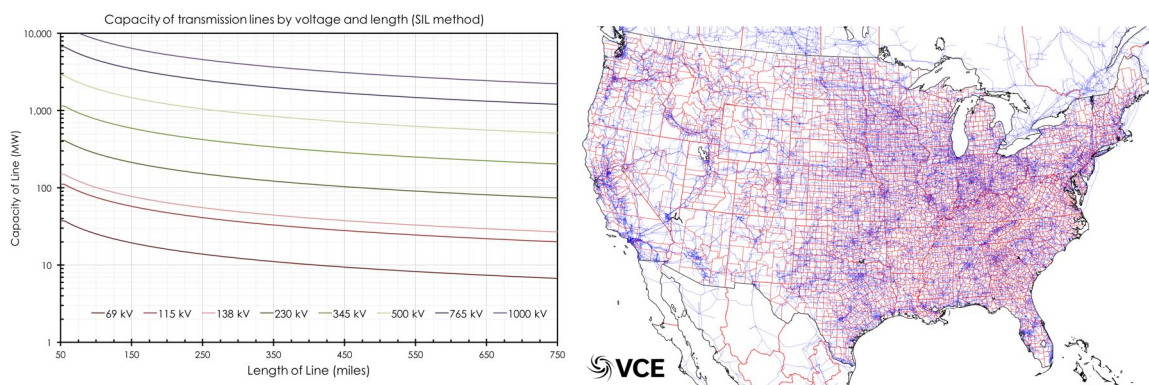 Capacity of transmission lines by voltage and length (SIL method)
10,000
1,000
100
10
1
Capacity of Line (MW)
69 kV 115 kV 138 kV 230 kV 345 kV 500 kV 765 kV 1000 kV
50 150 250 350 450 550 650 750
Length of Line (miles)
VCE